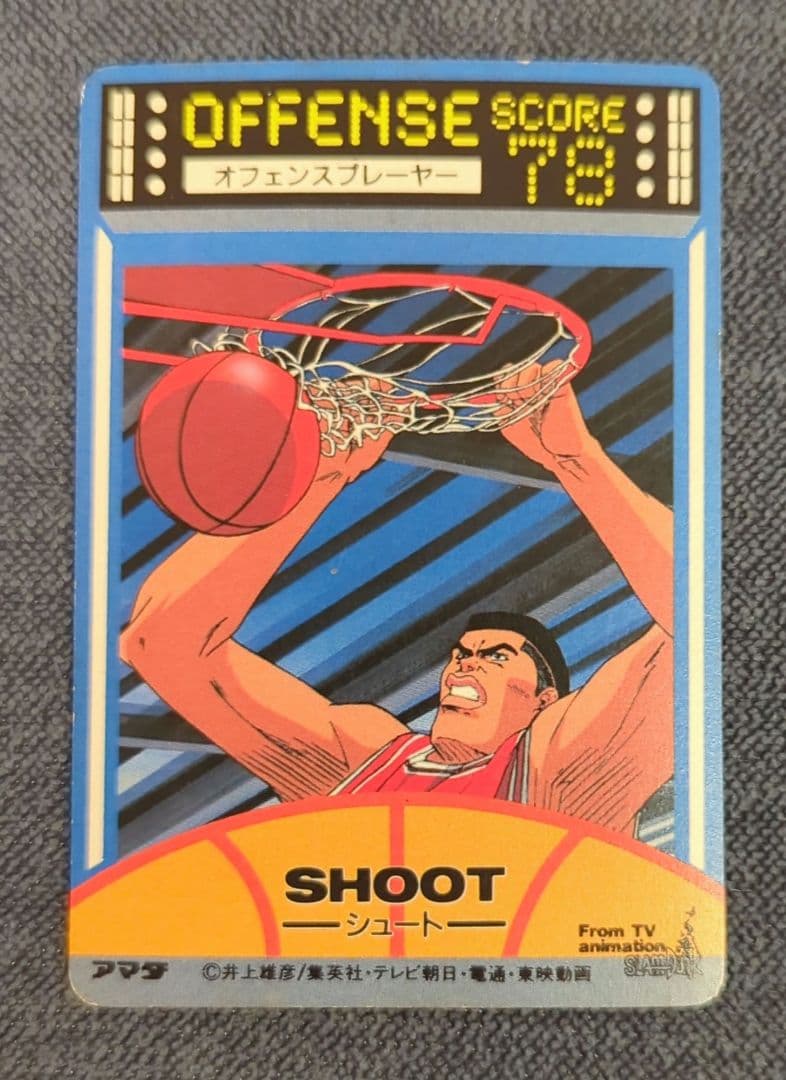 OFFENSE SCORE
オフェンスプレーヤー 78
SHOOT
シュート
From TV
animation
SLAM DUNK
アマダ ©井上雄彦/集英社・テレビ朝日・電通・東映動画